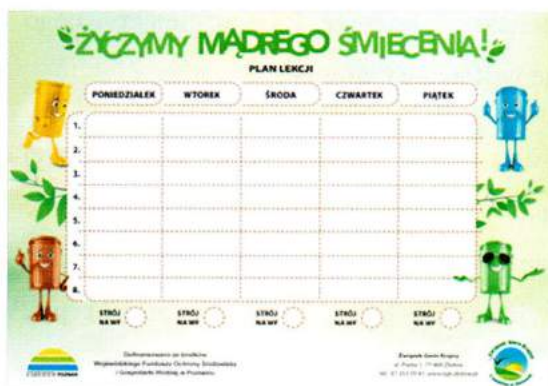 ŻYCZYMY MĄDREGO ŚMIECENIA!
PLAN LEKCJI
PONIEDZIAŁEK WTOREK ŚRODA CZWARTEK PIĄTEK
1.
2.
3.
4.
5.
6.
7.
8.
STRÓJ STRÓJ STRÓJ STRÓJ STRÓJ
NA WF NA WF NA WF NA WF NA WF
Dofinansowano ze środków
Wojewódzkiego Funduszu Ochrony Środowiska
i Gospodarki Wodnej w Poznaniu
Związek Gmin Krajny